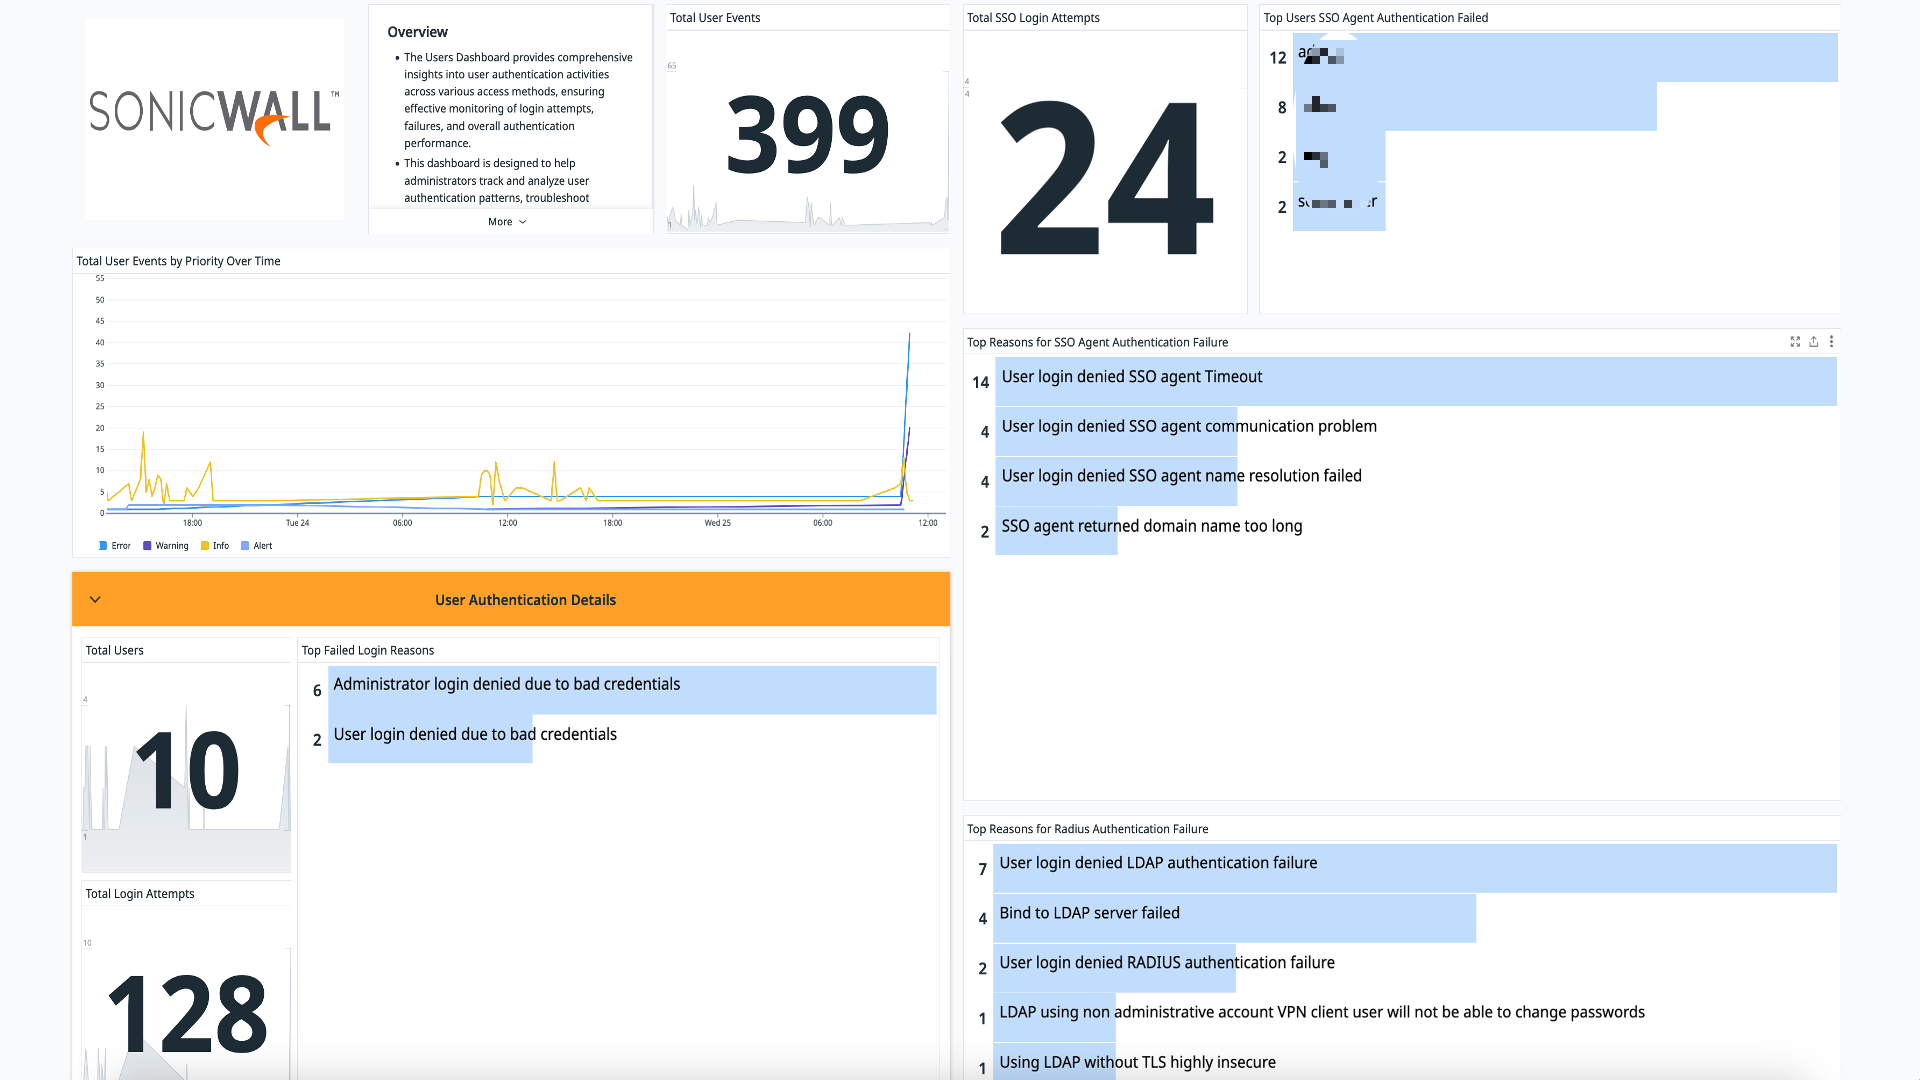 SONICWALL™
Overview
• The Users Dashboard provides comprehensive
insights into user authentication activities
across various access methods, ensuring
effective monitoring of login attempts,
failures, and overall authentication
performance.
• This dashboard is designed to help
administrators track and analyze user
authentication patterns, troubleshoot
More
Total User Events
65
399
1
Total SSO Login Attempts
4
4
24
Top Users SSO Agent Authentication Failed
12
8
2
2
Total User Events by Priority Over Time
55
50
45
40
35
30
25
20
15
10
5
0
18:00 Tue 24 06:00 12:00 18:00 Wed 25 06:00 12:00
Error Warning Info Alert
Top Reasons for SSO Agent Authentication Failure
14 User login denied SSO agent Timeout
4 User login denied SSO agent communication problem
4 User login denied SSO agent name resolution failed
2 SSO agent returned domain name too long
User Authentication Details
Total Users
4
10
1
Top Failed Login Reasons
6 Administrator login denied due to bad credentials
2 User login denied due to bad credentials
Total Login Attempts
10
128
Top Reasons for Radius Authentication Failure
7 User login denied LDAP authentication failure
4 Bind to LDAP server failed
2 User login denied RADIUS authentication failure
1 LDAP using non administrative account VPN client user will not be able to change passwords
1 Using LDAP without TLS highly insecure